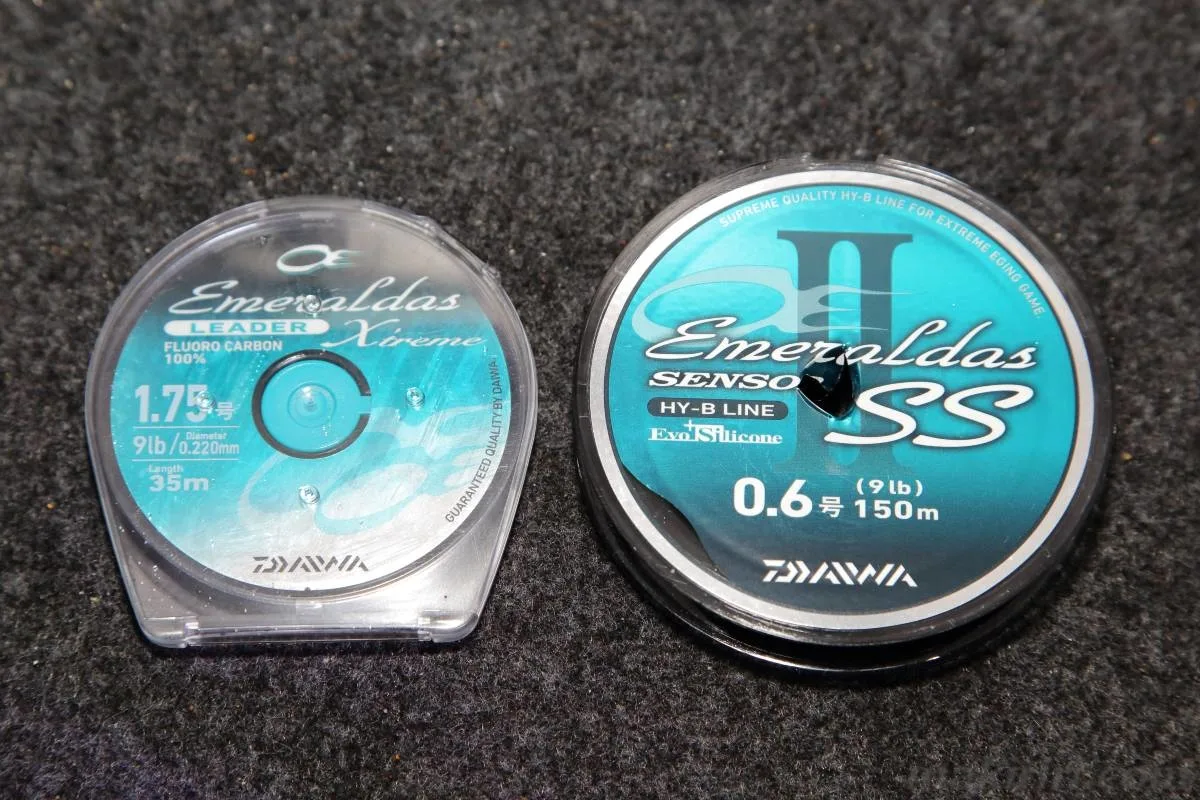 Emeraldas
LEADER
Xtreme
FLUORO CARBON
100%
1.75号
9lb/Diameter 0.220mm
Length
35m
GUARANTEED QUALITY BY DAIWA.
DAIWA
SUPREME QUALITY HY-B LINE FOR EXTREME EGING GAME.
II
Emeraldas
SENSOR
SS
HY-B LINE
Evo Silicone
+Si
0.6号 (9lb) 150m
DAIWA